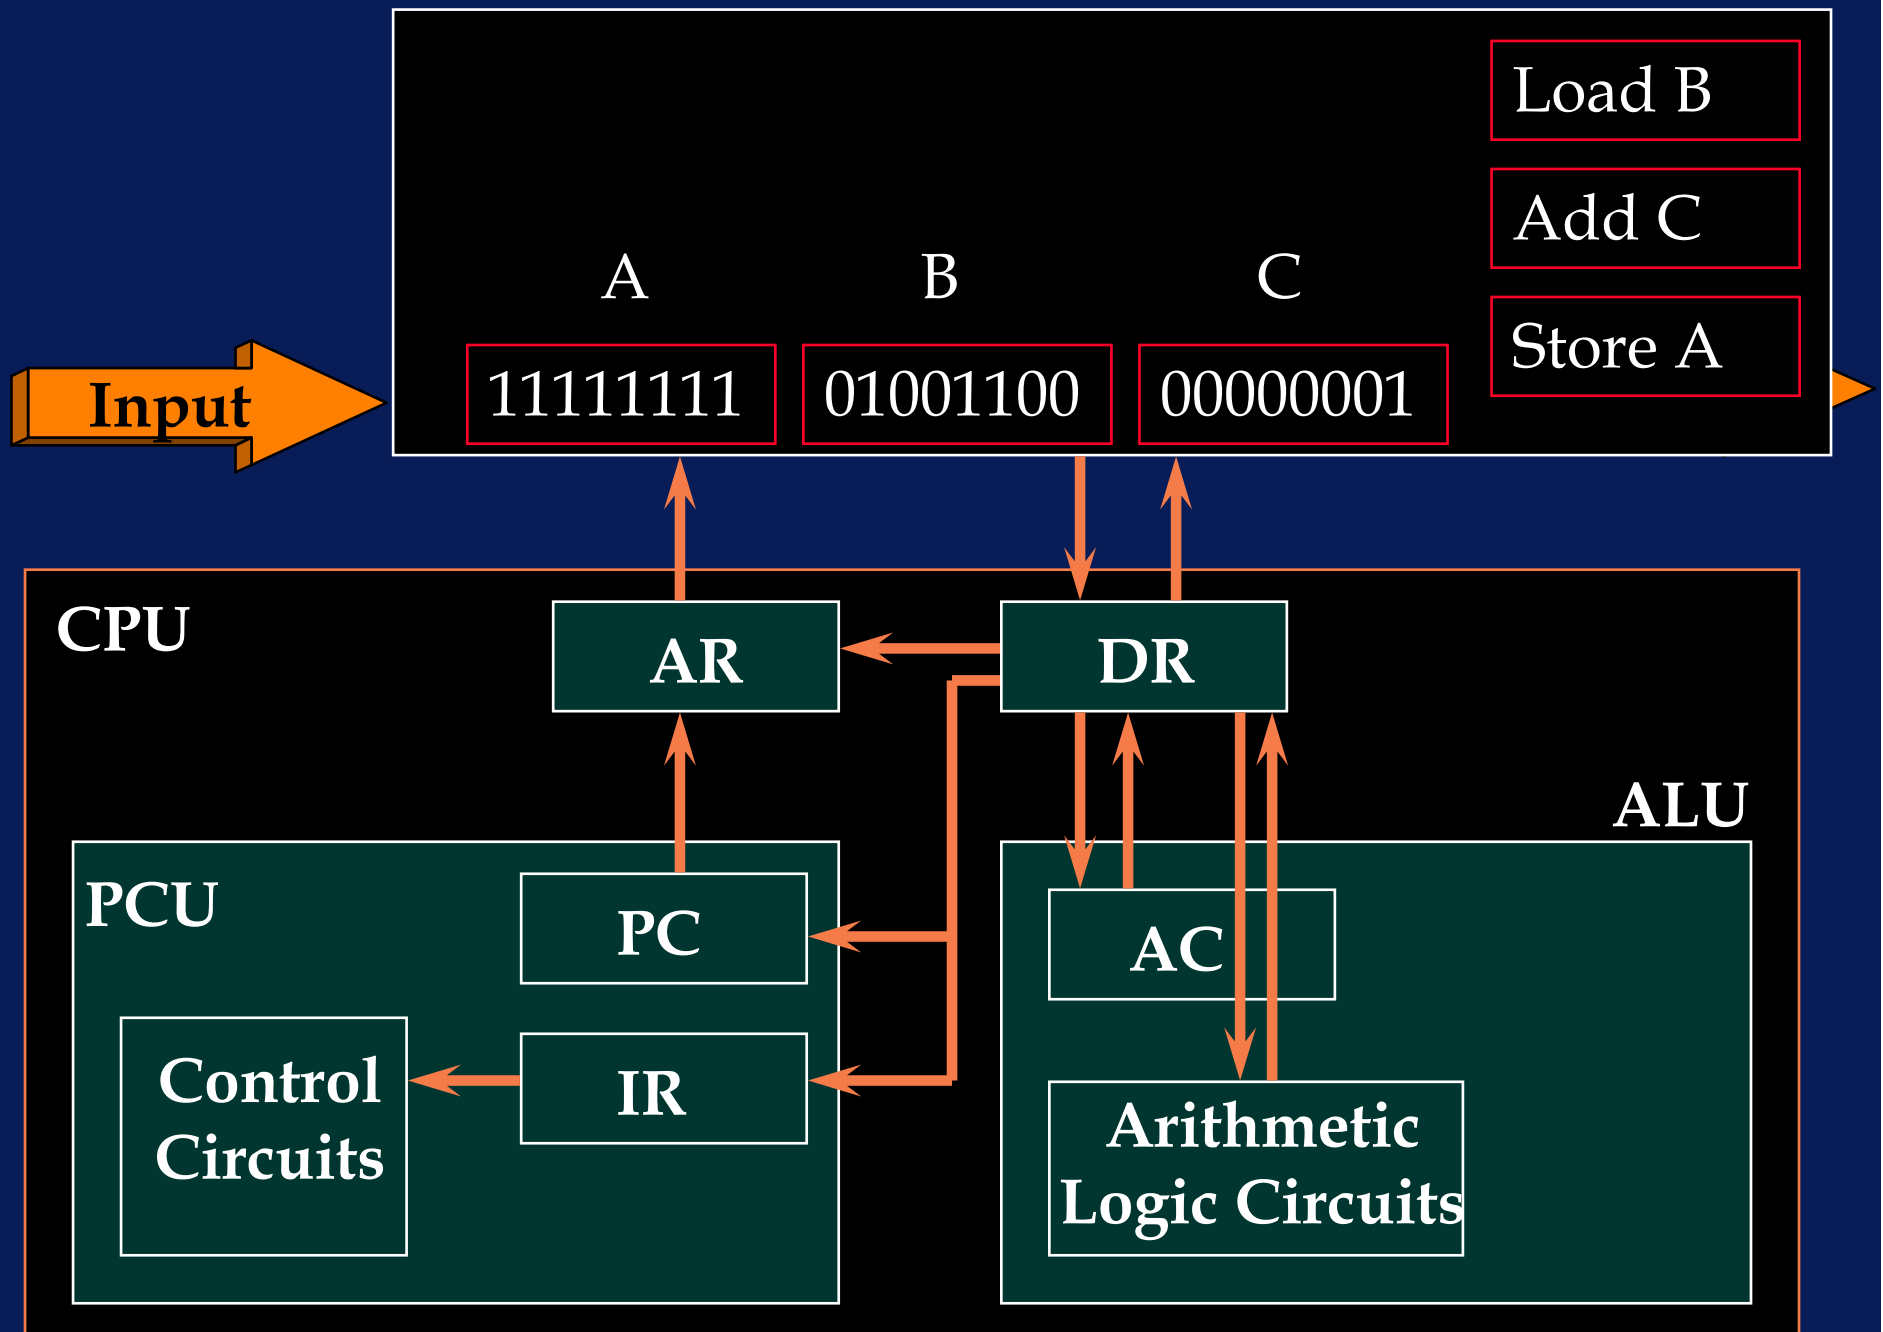 Load B
Add C
Store A
A B C
11111111 01001100 00000001
Input
CPU
AR
DR
ALU
PCU
PC
AC
Control
Circuits
IR
Arithmetic
Logic Circuits